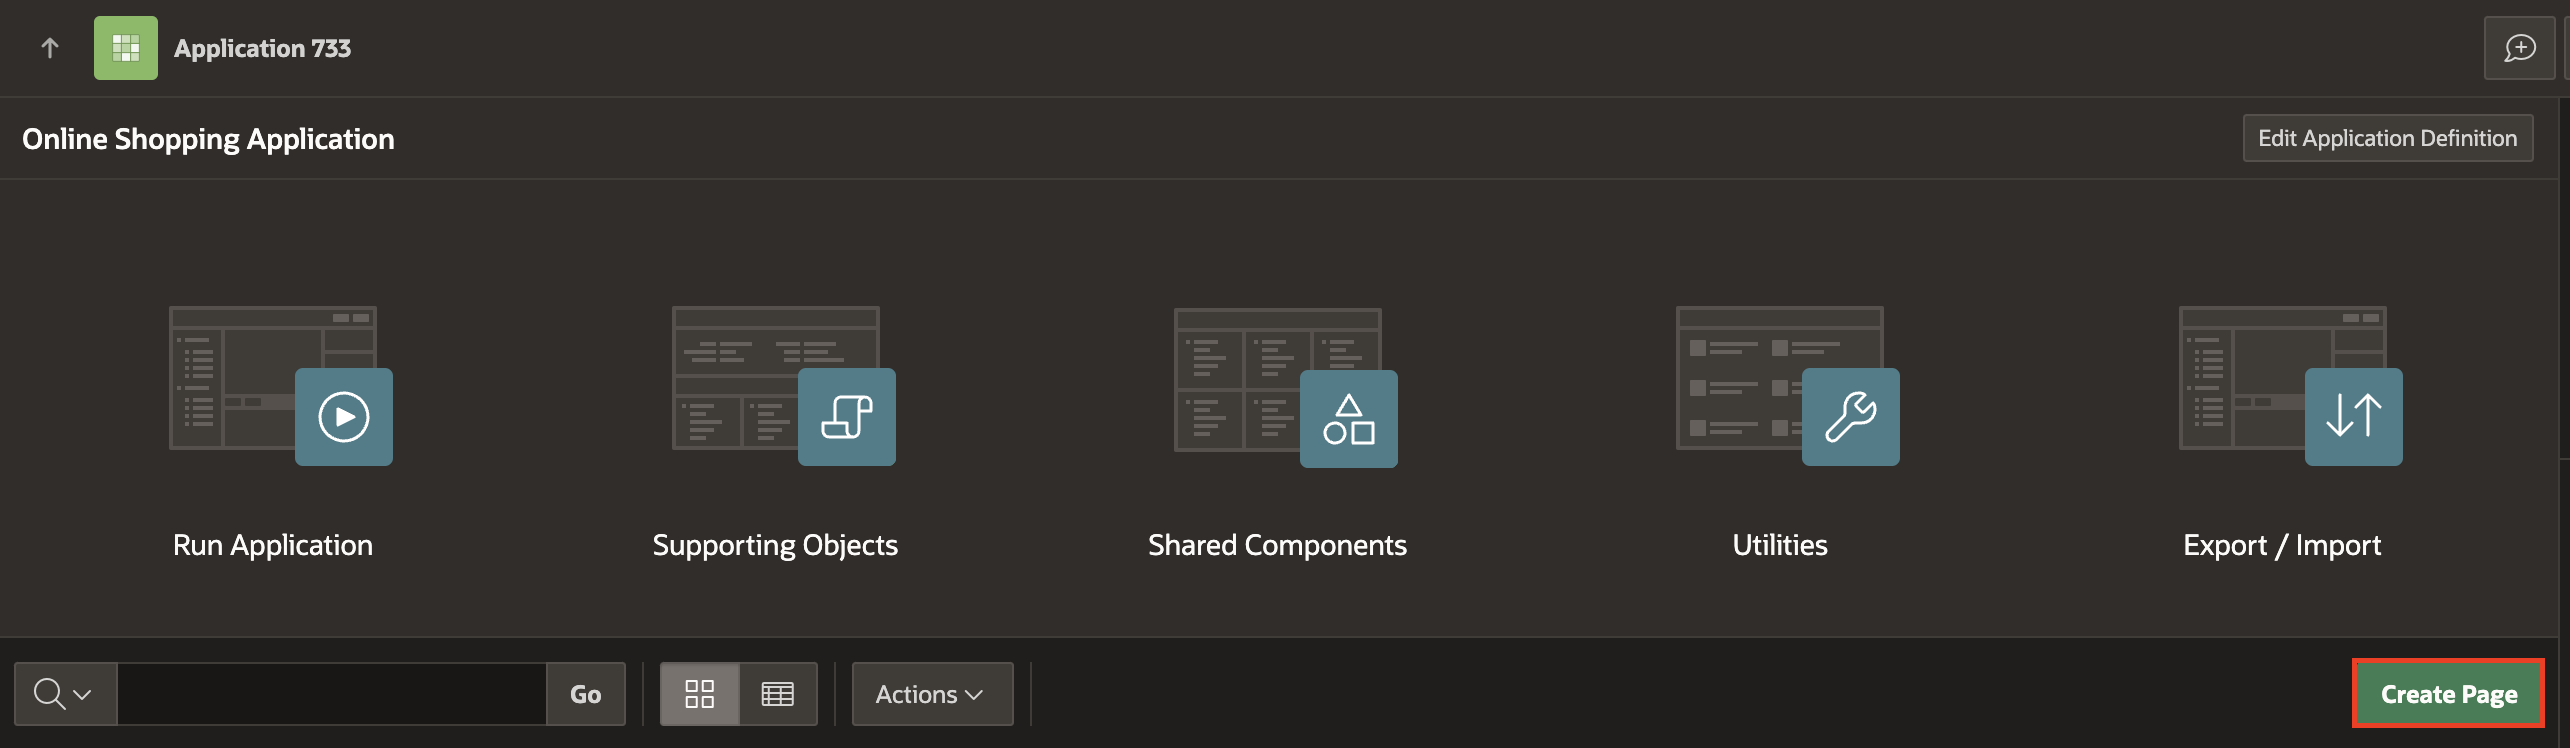 Application 733
Online Shopping Application
Edit Application Definition
Run Application
Supporting Objects
Shared Components
Utilities
Export / Import
Go
Actions
Create Page